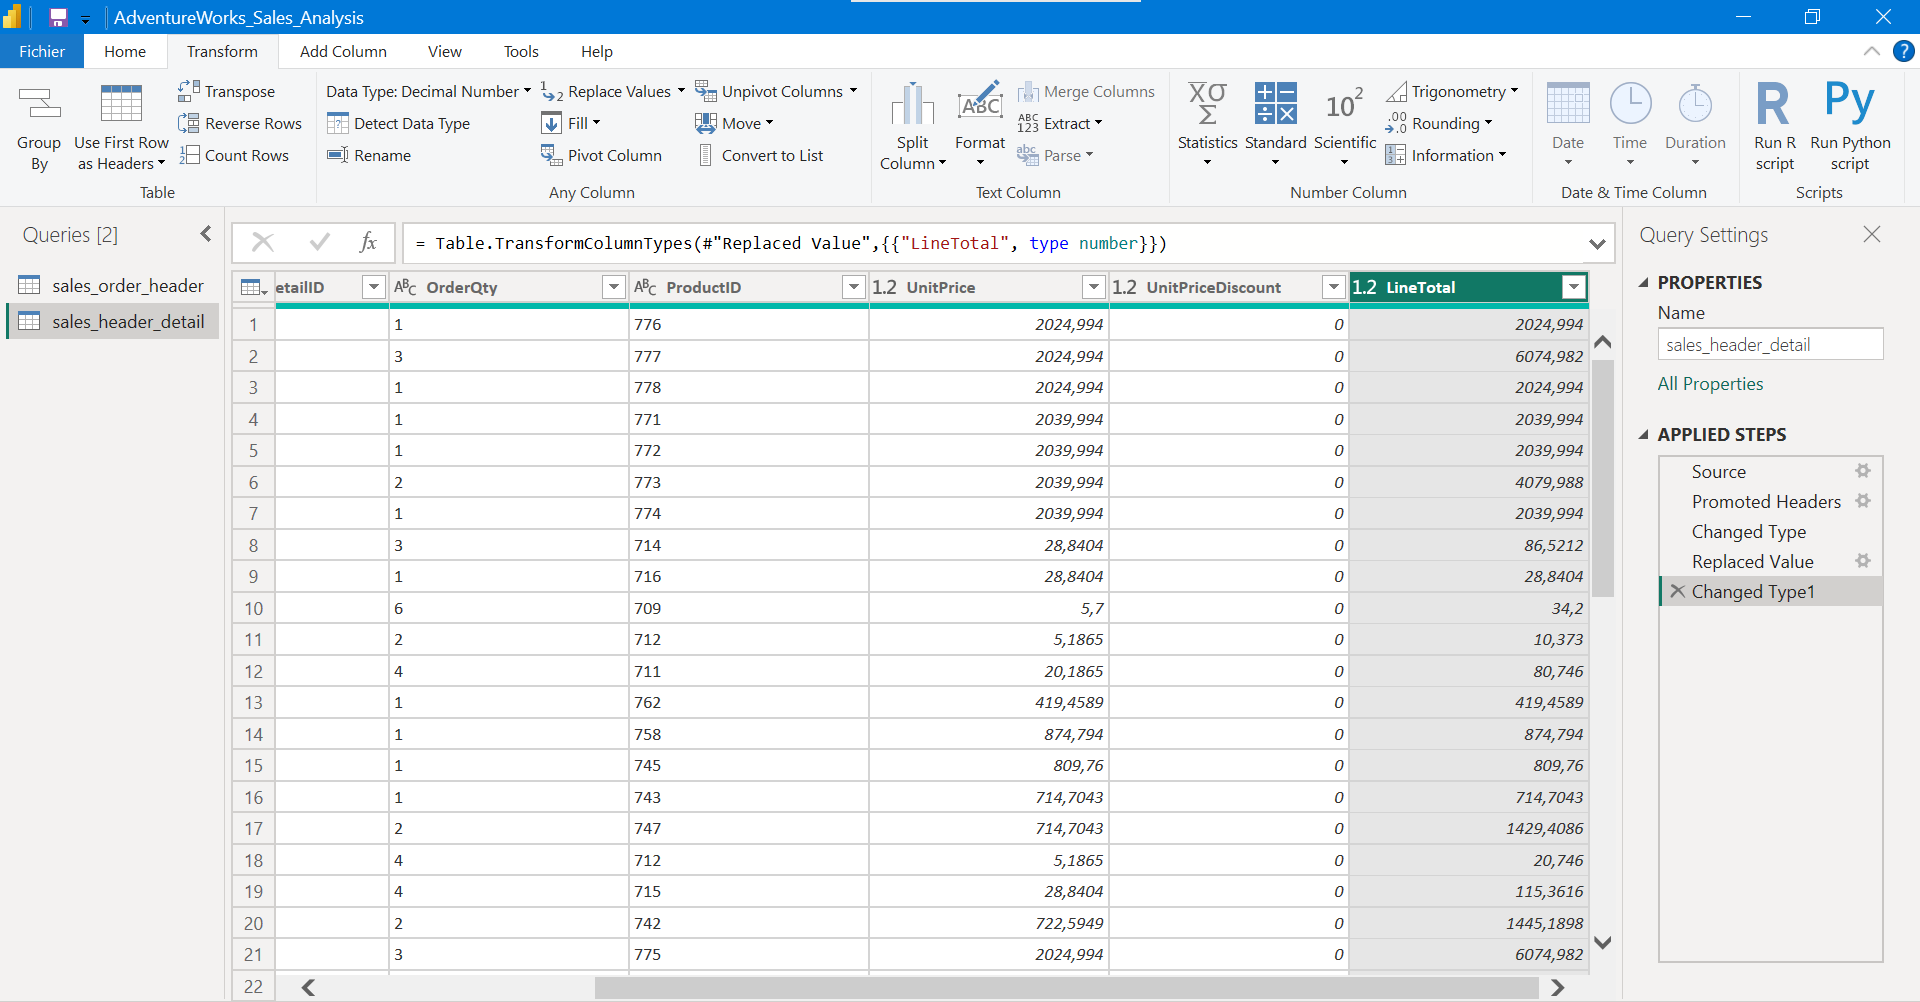 AdventureWorks_Sales_Analysis
Fichier Home Transform Add Column View Tools Help ?
Group By
Use First Row as Headers
Transpose
Reverse Rows
Count Rows
Table
Data Type: Decimal Number
Detect Data Type
Rename
1 2 Replace Values
Fill
Pivot Column
Unpivot Columns
Move
Convert to List
Any Column
Split Column
ABC
Format
Merge Columns
ABC 123 Extract
abc Parse
Text Column
XΟ Σ
Statistics
Standard
10²
Scientific
Trigonometry
.00 .0 Rounding
Information
Number Column
Date
Time
Duration
Date & Time Column
R
Run R script
Py
Run Python script
Scripts
Queries [2]
sales_order_header
sales_header_detail
fx = Table.TransformColumnTypes(#"Replaced Value",{{"LineTotal", type number}})
etailID ABC OrderQty ABC ProductID 1.2 UnitPrice 1.2 UnitPriceDiscount 1.2 LineTotal
1 1 776 2024,994 0 2024,994
2 3 777 2024,994 0 6074,982
3 1 778 2024,994 0 2024,994
4 1 771 2039,994 0 2039,994
5 1 772 2039,994 0 2039,994
6 2 773 2039,994 0 4079,988
7 1 774 2039,994 0 2039,994
8 3 714 28,8404 0 86,5212
9 1 716 28,8404 0 28,8404
10 6 709 5,7 0 34,2
11 2 712 5,1865 0 10,373
12 4 711 20,1865 0 80,746
13 1 762 419,4589 0 419,4589
14 1 758 874,794 0 874,794
15 1 745 809,76 0 809,76
16 1 743 714,7043 0 714,7043
17 2 747 714,7043 0 1429,4086
18 4 712 5,1865 0 20,746
19 4 715 28,8404 0 115,3616
20 2 742 722,5949 0 1445,1898
21 3 775 2024,994 0 6074,982
22
Query Settings
PROPERTIES
Name
sales_header_detail
All Properties
APPLIED STEPS
Source
Promoted Headers
Changed Type
Replaced Value
Changed Type1